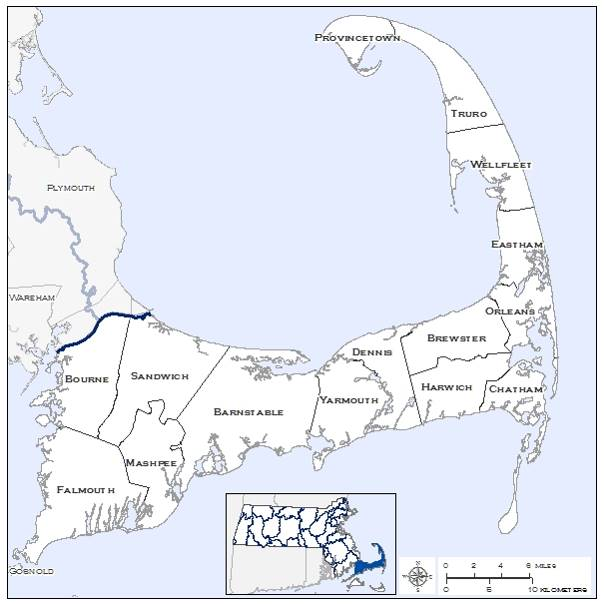 PROVINCETOWN
TRURO
WELLFLEET
PLYMOUTH
EASTHAM
WAREHAM
ORLEANS
BREWSTER
DENNIS
BOURNE
SANDWICH
HARWICH
CHATHAM
YARMOUTH
BARNSTABLE
MASHPEE
FALMOUTH
GOSNOLD
0 2 4 6 MILES
0 5 10 KILOMETERS